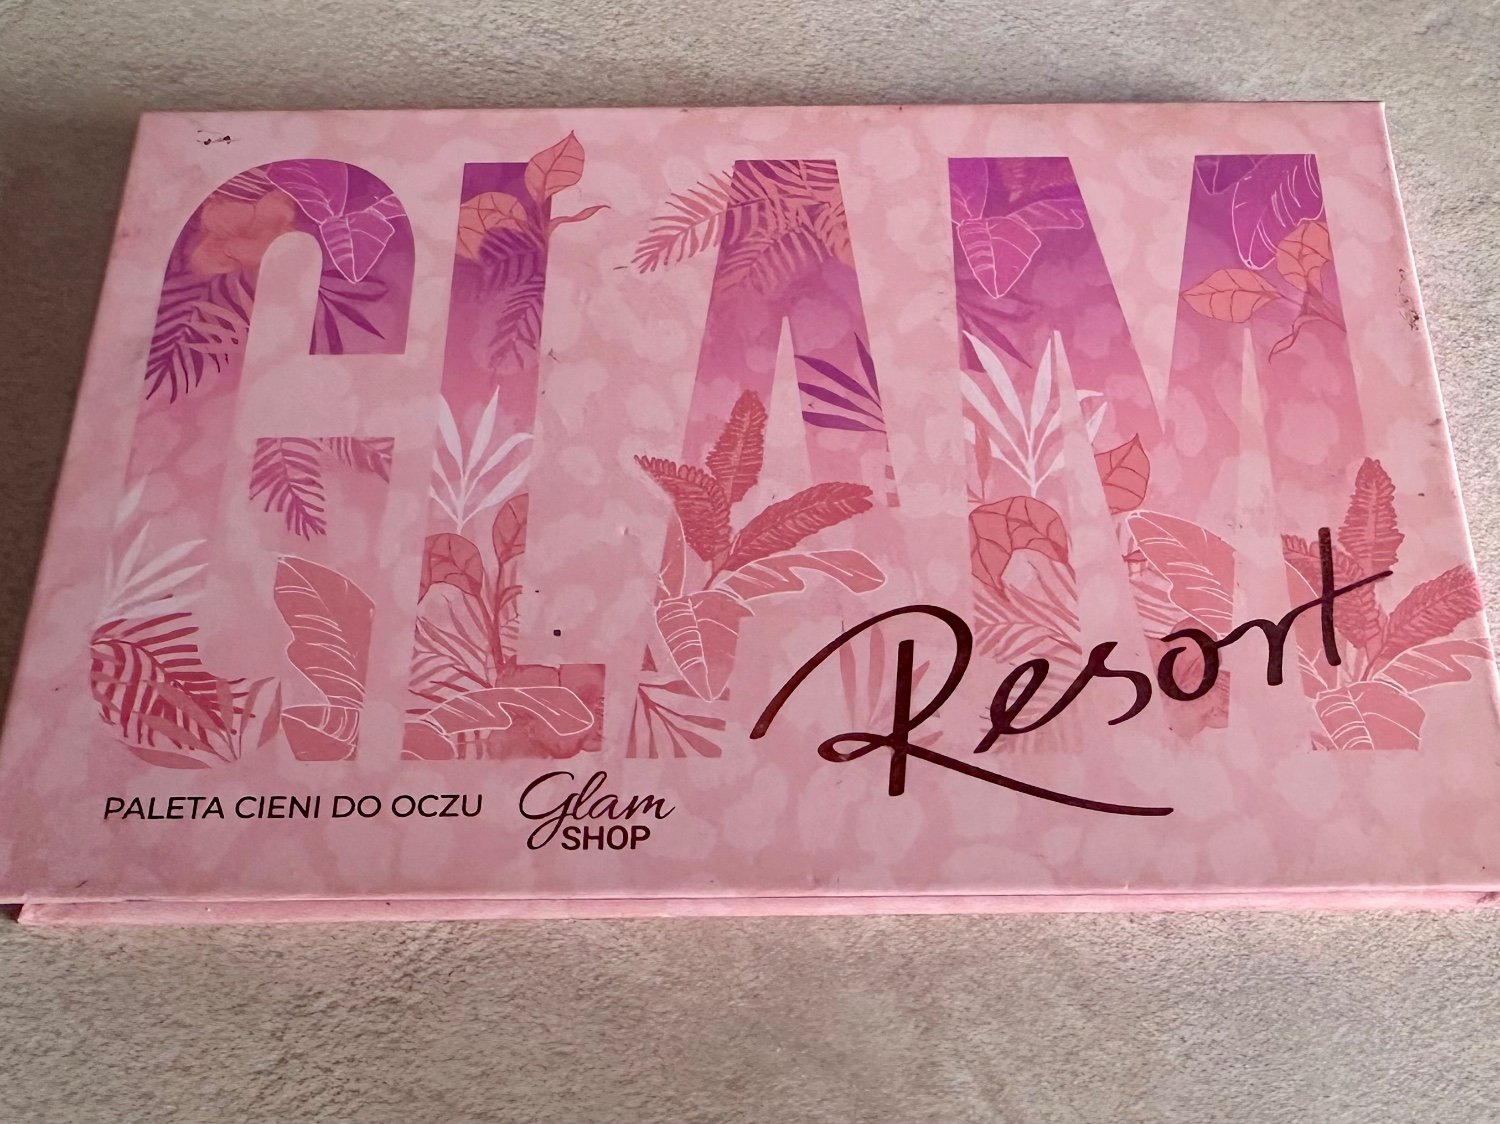 GLAM
Resort
PALETA CIENI DO OCZU
Glam
SHOP